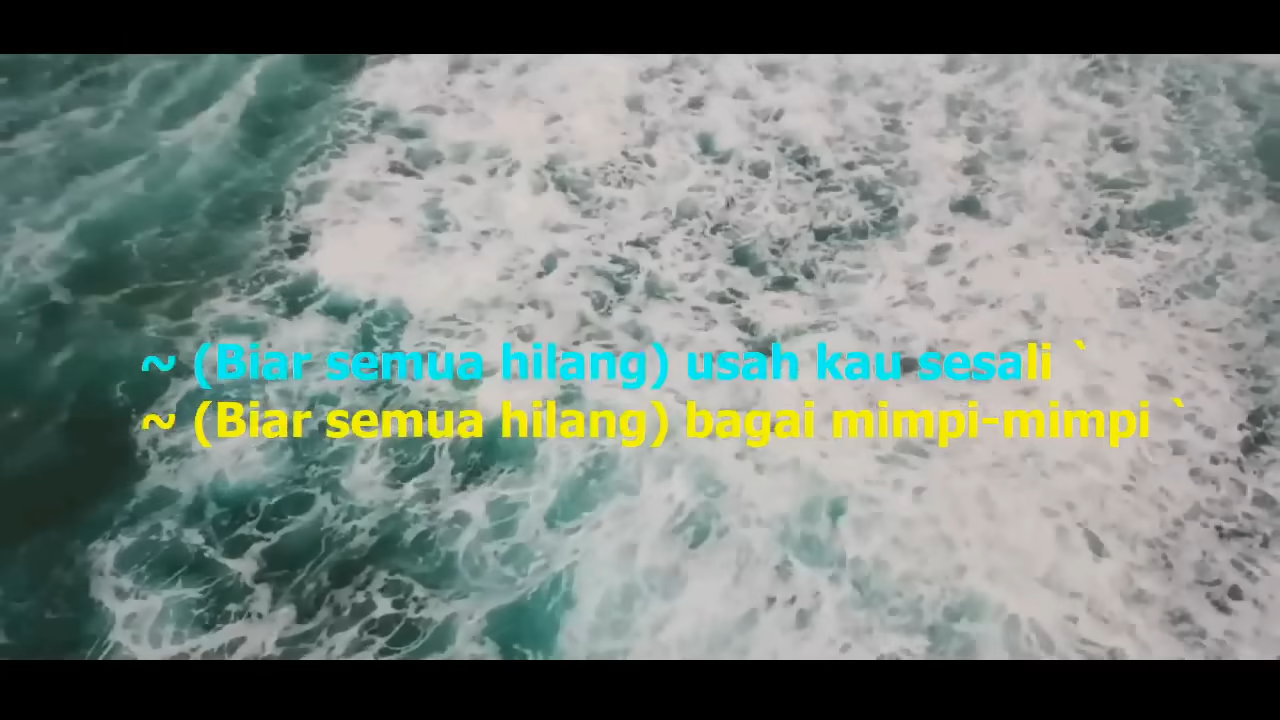 ~ (Biar semua hilang) usah kau sesali `
~ (Biar semua hilang) bagai mimpi-mimpi `